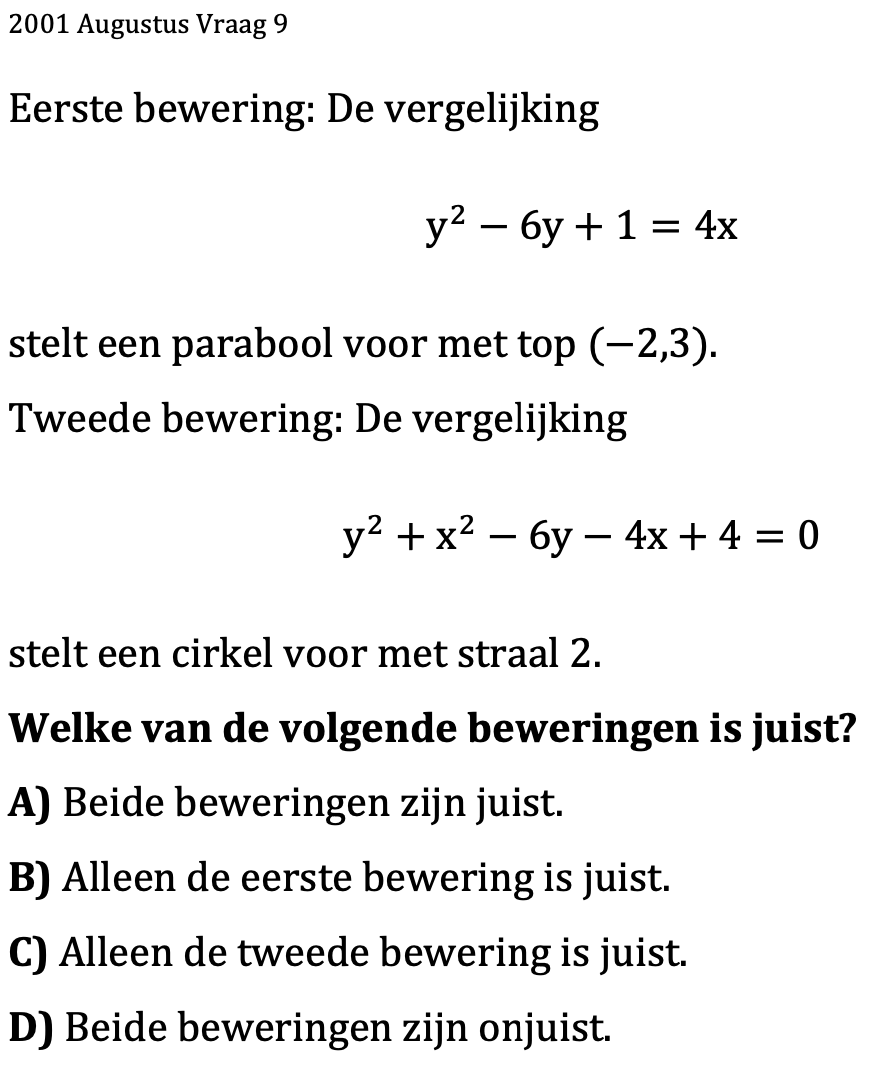 2001 Augustus Vraag 9
Eerste bewering: De vergelijking
y² − 6y + 1 = 4x
stelt een parabool voor met top (−2,3).
Tweede bewering: De vergelijking
y² + x² − 6y − 4x + 4 = 0
stelt een cirkel voor met straal 2.
Welke van de volgende beweringen is juist?
A) Beide beweringen zijn juist.
B) Alleen de eerste bewering is juist.
C) Alleen de tweede bewering is juist.
D) Beide beweringen zijn onjuist.